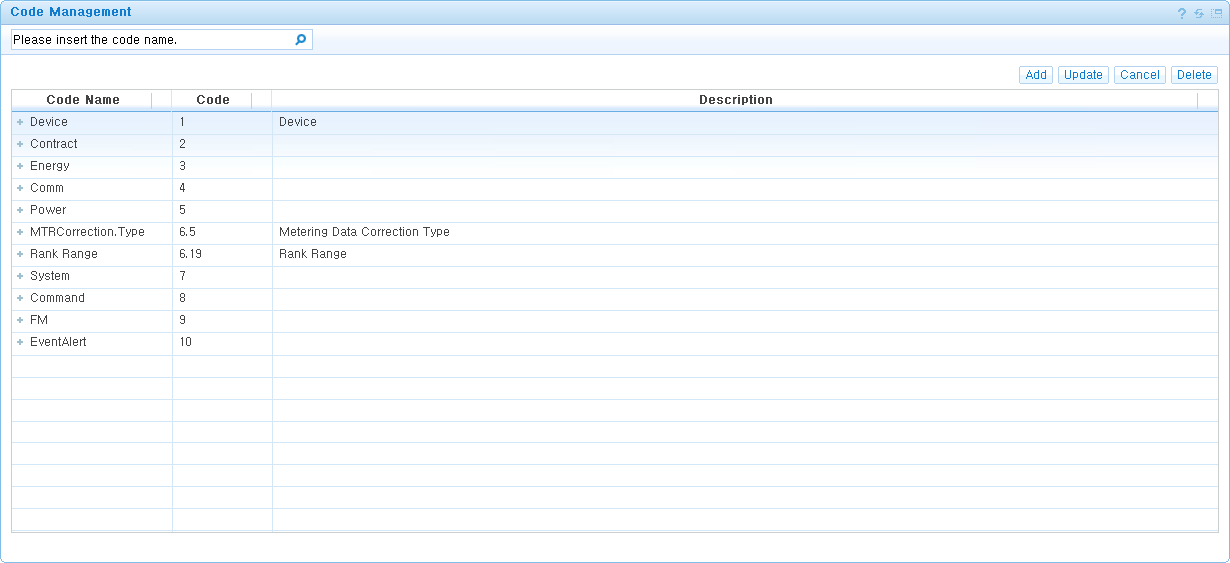 Code Management
?
Please insert the code name.
Add Update Cancel Delete
Code Name Code Description
+ Device 1 Device
+ Contract 2
+ Energy 3
+ Comm 4
+ Power 5
+ MTRCorrection.Type 6.5 Metering Data Correction Type
+ Rank Range 6.19 Rank Range
+ System 7
+ Command 8
+ FM 9
+ EventAlert 10